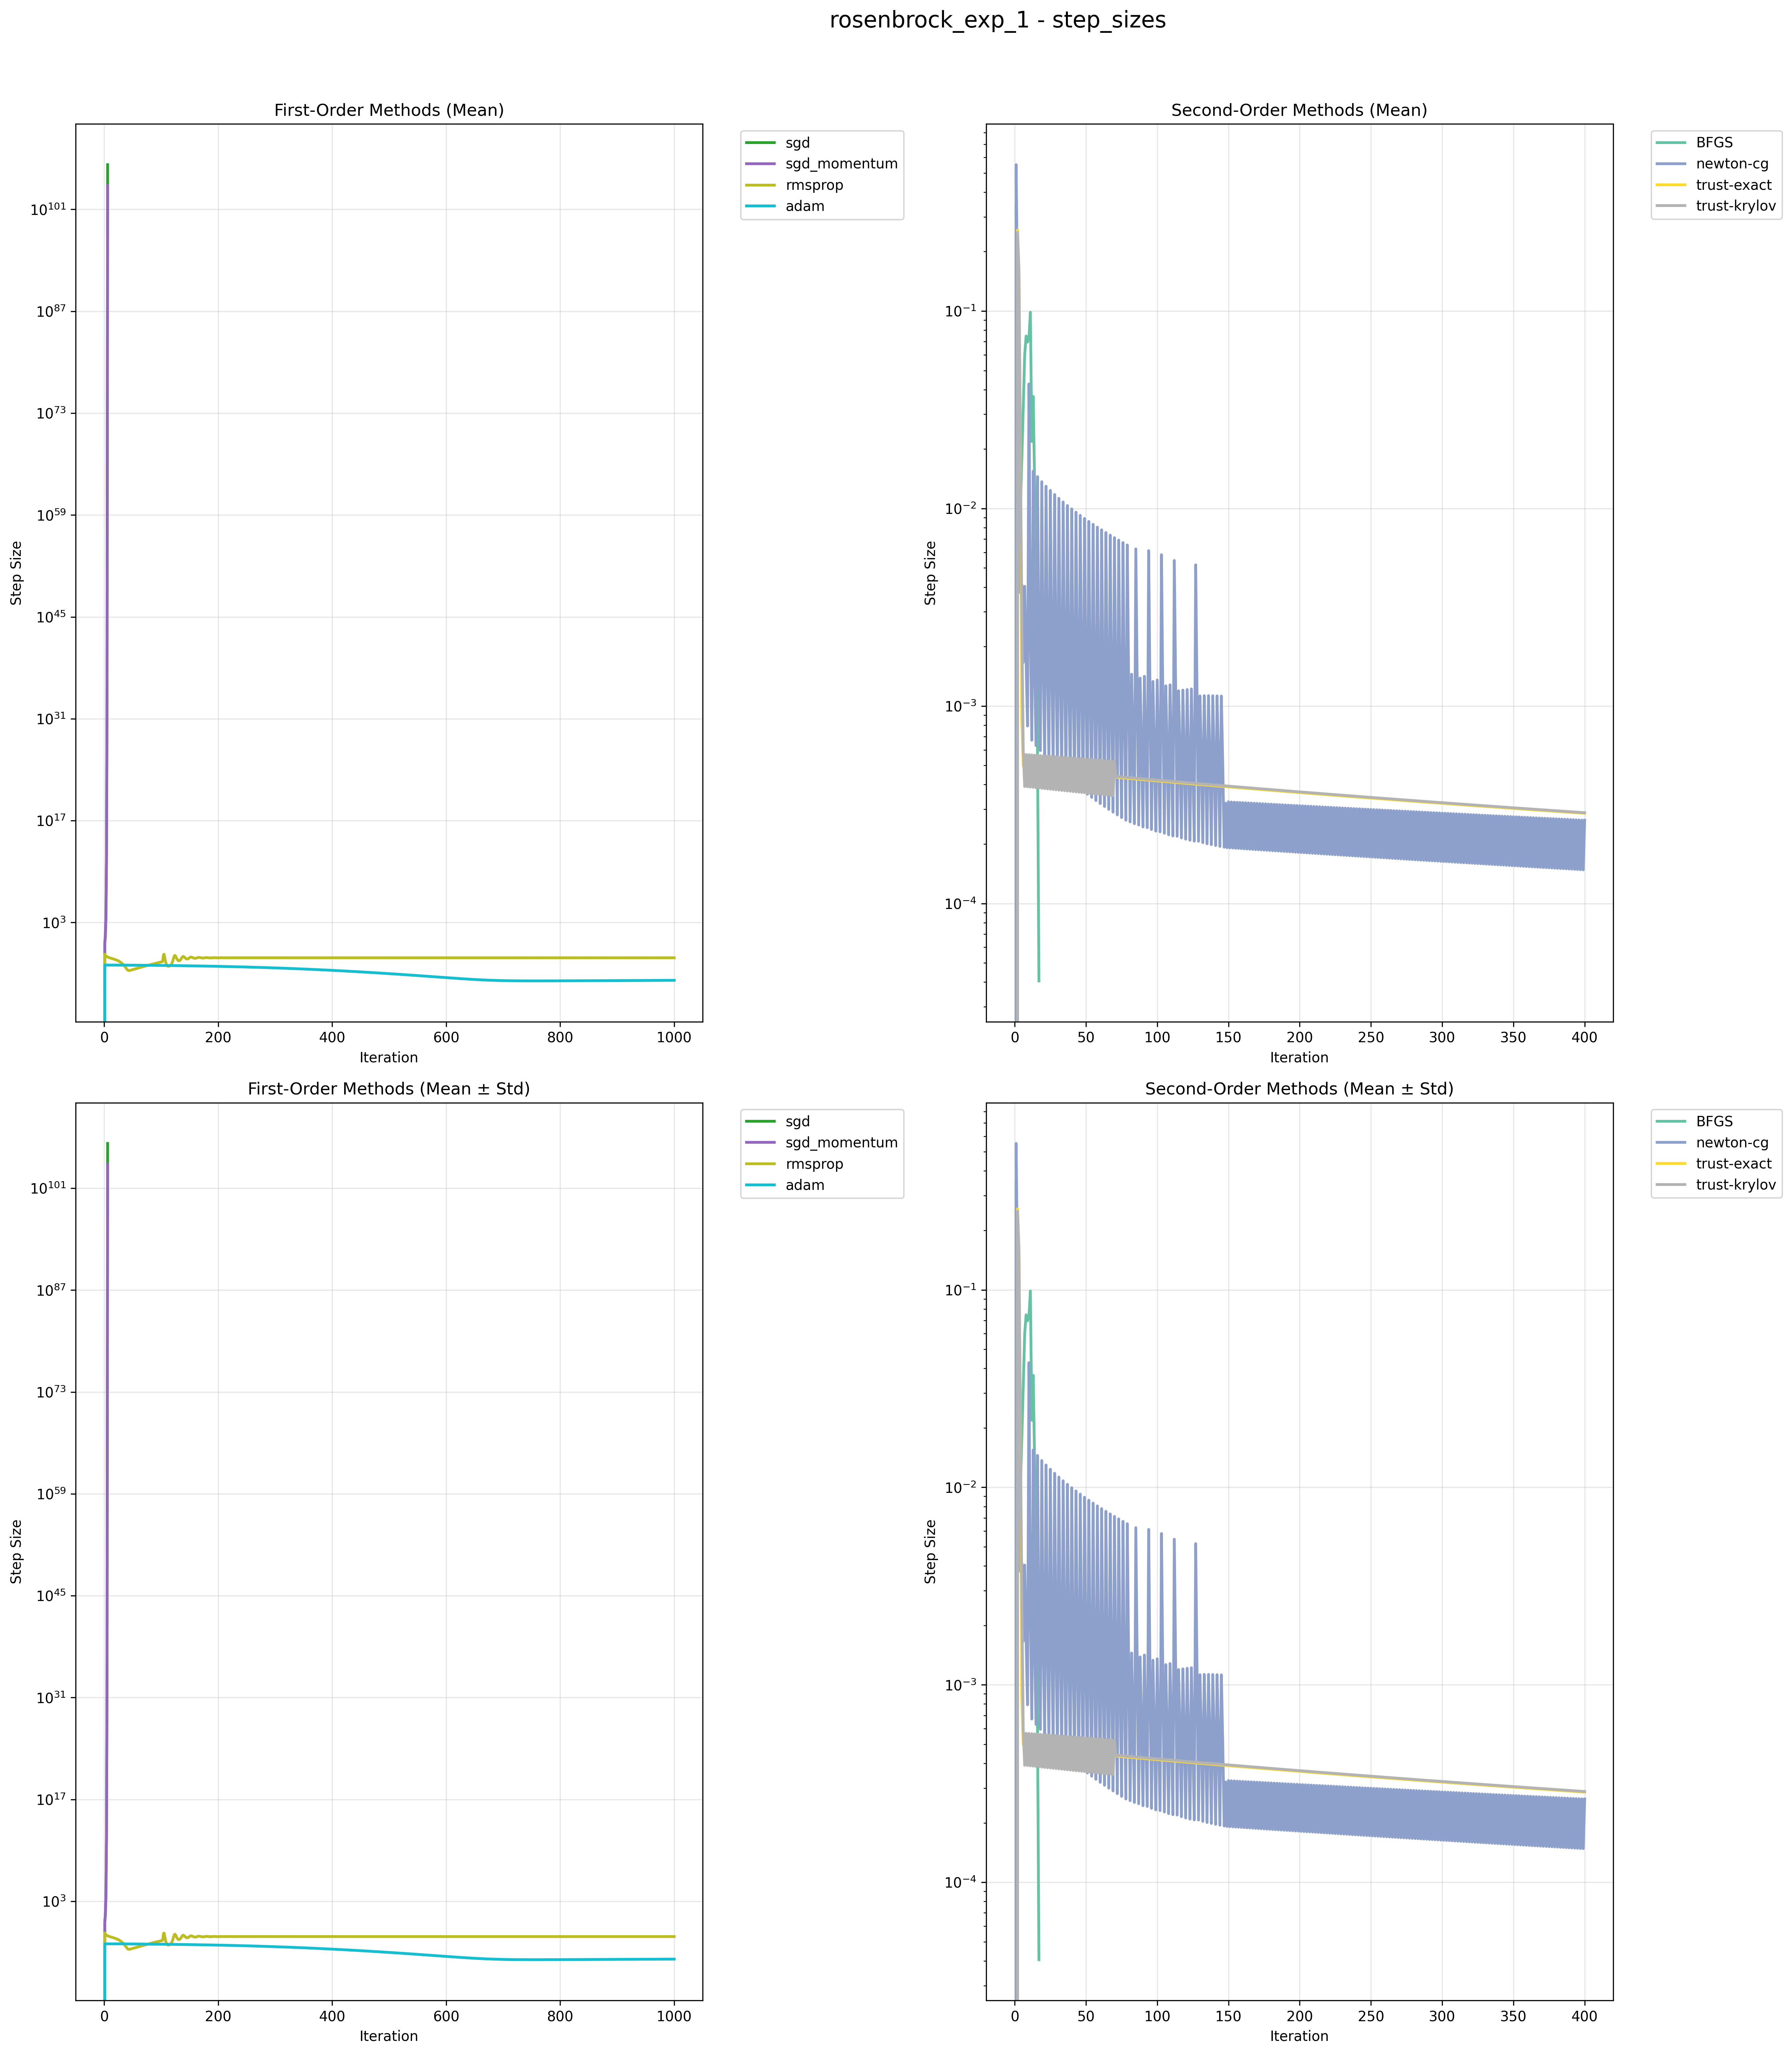 rosenbrock_exp_1 - step_sizes
First-Order Methods (Mean)
Step Size
10^101
10^87
10^73
10^59
10^45
10^31
10^17
10^3
0 200 400 600 800 1000
Iteration
sgd
sgd_momentum
rmsprop
adam
Second-Order Methods (Mean)
Step Size
10^-1
10^-2
10^-3
10^-4
0 50 100 150 200 250 300 350 400
Iteration
BFGS
newton-cg
trust-exact
trust-krylov
First-Order Methods (Mean ± Std)
Step Size
10^101
10^87
10^73
10^59
10^45
10^31
10^17
10^3
0 200 400 600 800 1000
Iteration
sgd
sgd_momentum
rmsprop
adam
Second-Order Methods (Mean ± Std)
Step Size
10^-1
10^-2
10^-3
10^-4
0 50 100 150 200 250 300 350 400
Iteration
BFGS
newton-cg
trust-exact
trust-krylov